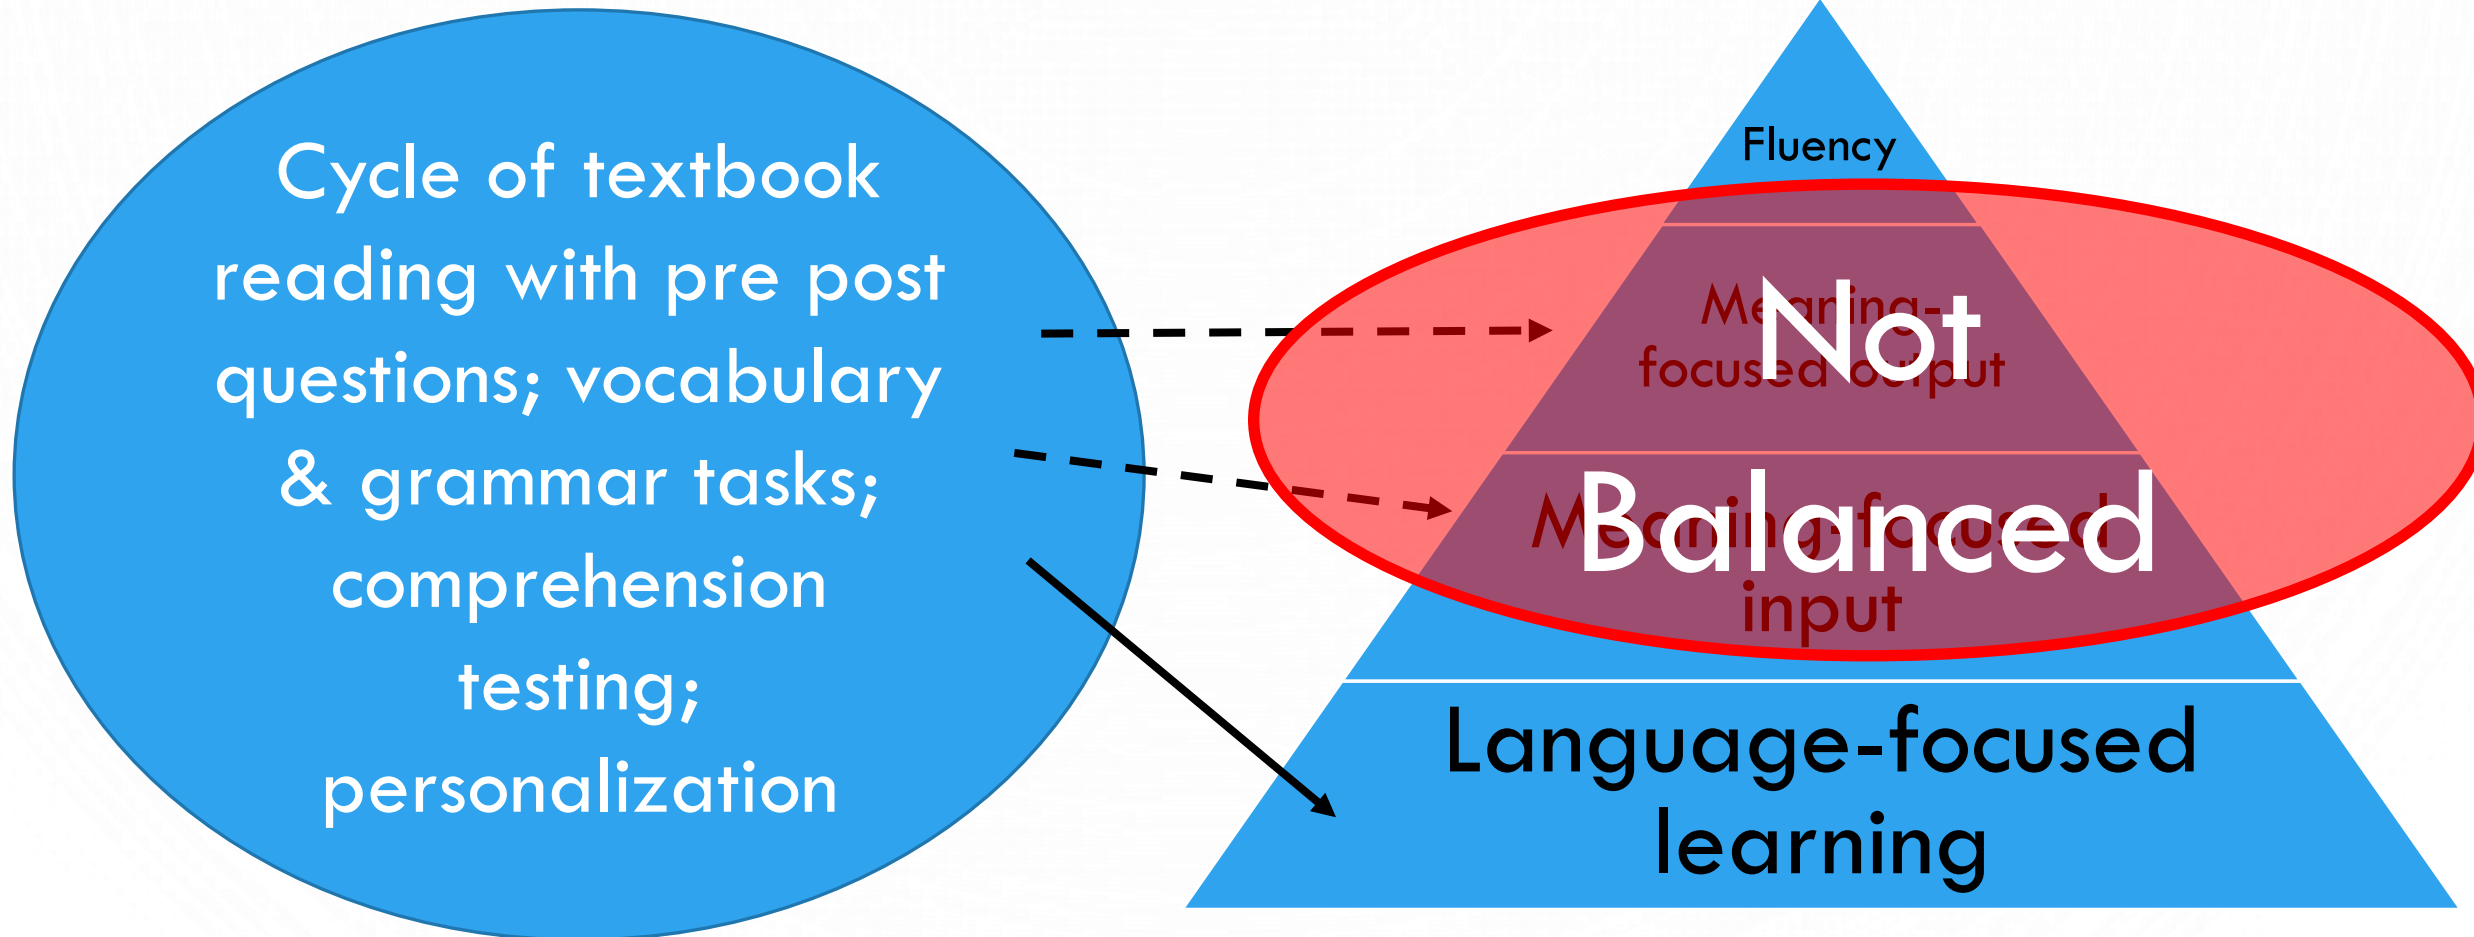 Cycle of textbook
reading with pre post
questions; vocabulary
& grammar tasks;
comprehension
testing;
personalization
Fluency
Meaning-
focused output
Not
Meaning-focused
input
Balanced
Language-focused
learning